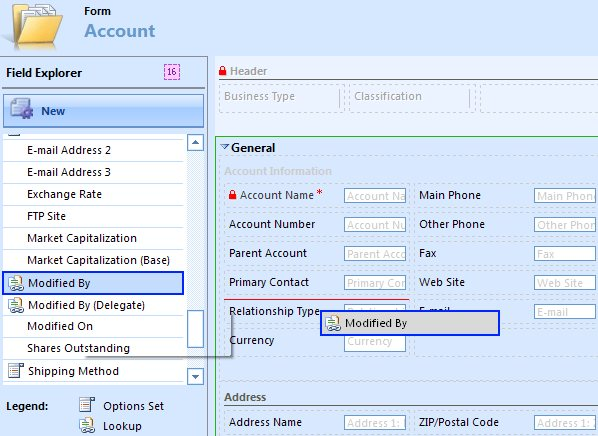 Form
Account
Field Explorer
16
New
E-mail Address 2
E-mail Address 3
Exchange Rate
FTP Site
Market Capitalization
Market Capitalization (Base)
Modified By
Modified By (Delegate)
Modified On
Shares Outstanding
Shipping Method
Legend:
Options Set
Lookup
Header
Business Type
Classification
General
Account Information
Account Name * Account Na
Main Phone Main Phon
Account Number Account Nu
Other Phone Other Phon
Parent Account Parent Acco
Fax Fax
Primary Contact Primary Con
Web Site Web Site
Relationship Type
E-mail
Modified By
Currency Currency
Address
Address Name Address 1:
ZIP/Postal Code Address 1: